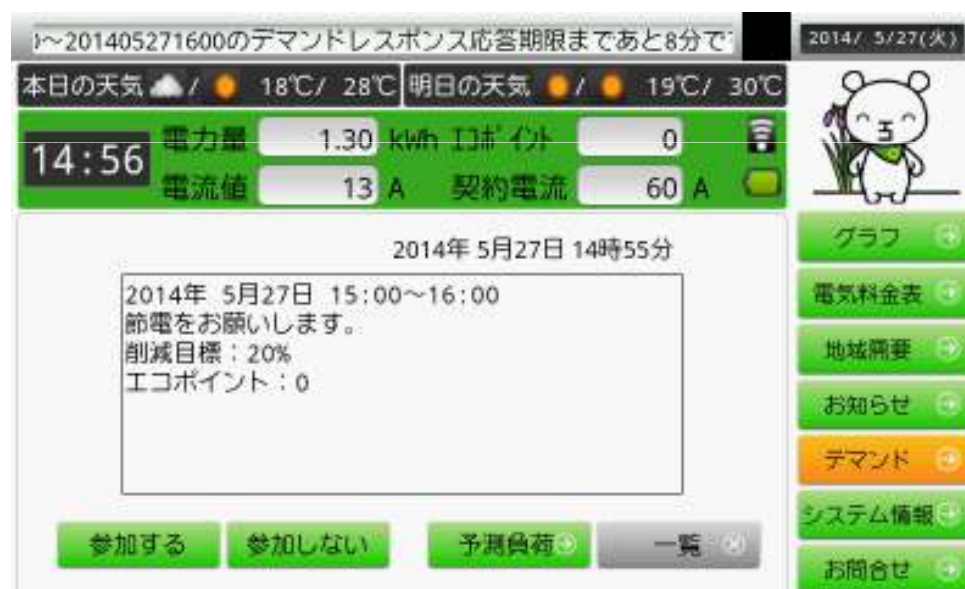 )~201405271600のデマンドレスポンス応答期限まであと8分で
2014/ 5/27(火)
本日の天気 / 18℃/ 28℃ 明日の天気 / 19℃/ 30℃
14:56
電力量 1.30 kWh エコポイント 0
電流値 13 A 契約電流 60 A
2014年 5月27日 14時55分
2014年 5月27日 15:00～16:00
節電をお願いします。
削減目標：20%
エコポイント：0
参加する 参加しない 予測負荷 一覧
グラフ
電気料金表
地域需要
お知らせ
デマンド
システム情報
お問合せ